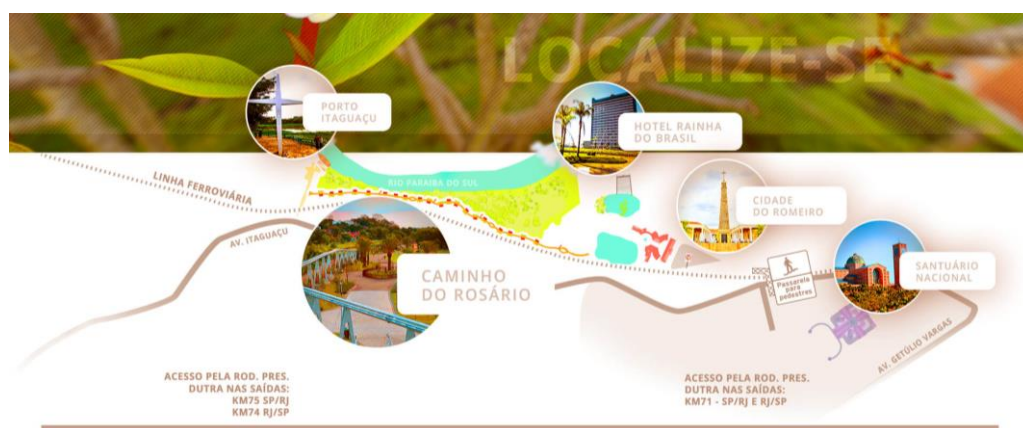 LOCALIZE-SE
PORTO
ITAGUAÇU
HOTEL RAINHA
DO BRASIL
LINHA FERROVIÁRIA
RIO PARAÍBA DO SUL
CIDADE
DO ROMEIRO
AV. ITAGUAÇU
CAMINHO
DO ROSÁRIO
SANTUÁRIO
NACIONAL
Passarela
para
pedestres
AV. GETÚLIO VARGAS
ACESSO PELA ROD. PRES.
DUTRA NAS SAÍDAS:
KM75 SP/RJ
KM74 RJ/SP
ACESSO PELA ROD. PRES.
DUTRA NAS SAÍDAS:
KM71 - SP/RJ E RJ/SP